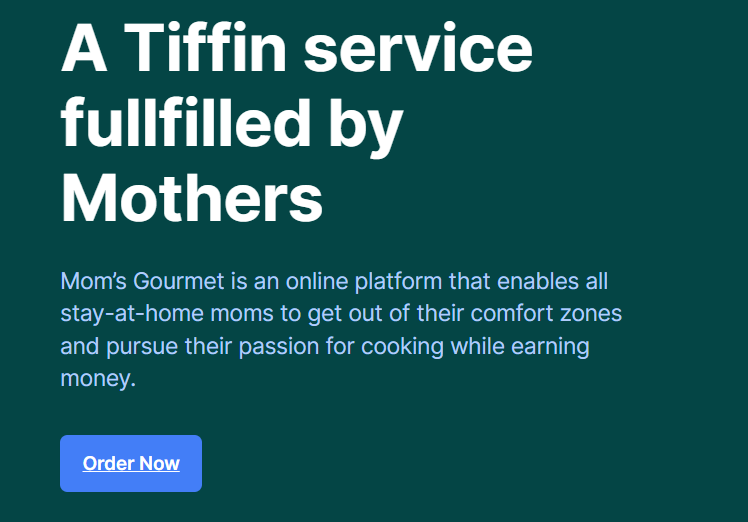 A Tiffin service
fullfilled by
Mothers
Mom’s Gourmet is an online platform that enables all
stay-at-home moms to get out of their comfort zones
and pursue their passion for cooking while earning
money.
Order Now